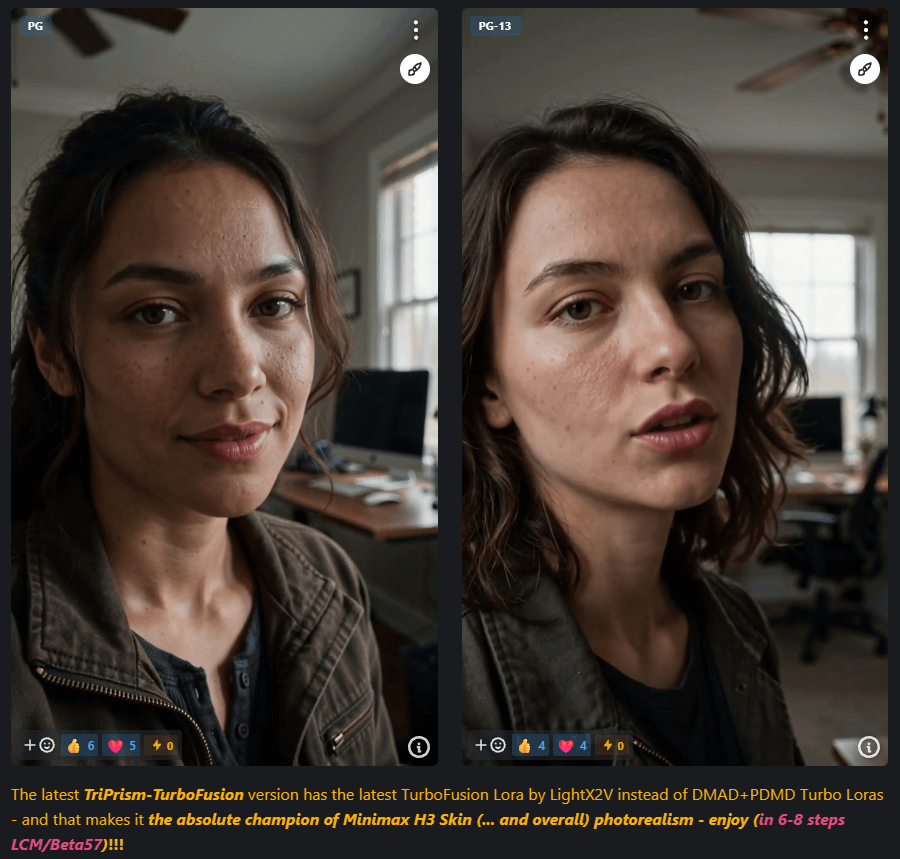 PG
PG-13
6 5 0
4 4 0
The latest TriPrism-TurboFusion version has the latest TurboFusion Lora by LightX2V instead of DMAD+PDMD Turbo Loras
- and that makes it the absolute champion of Minimax H3 Skin (... and overall) photorealism - enjoy (in 6-8 steps
LCM/Beta57)!!!